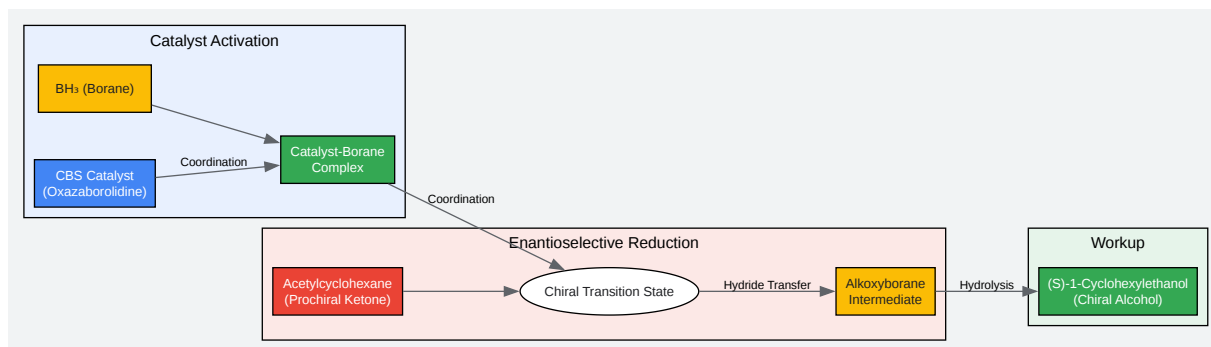 Catalyst Activation
BH₃ (Borane)
CBS Catalyst
(Oxazaborolidine)
Coordination
Catalyst-Borane
Complex
Coordination
Enantioselective Reduction
Acetylcyclohexane
(Prochiral Ketone)
Chiral Transition State
Hydride Transfer
Alkoxyborane
Intermediate
Hydrolysis
Workup
(S)-1-Cyclohexylethanol
(Chiral Alcohol)